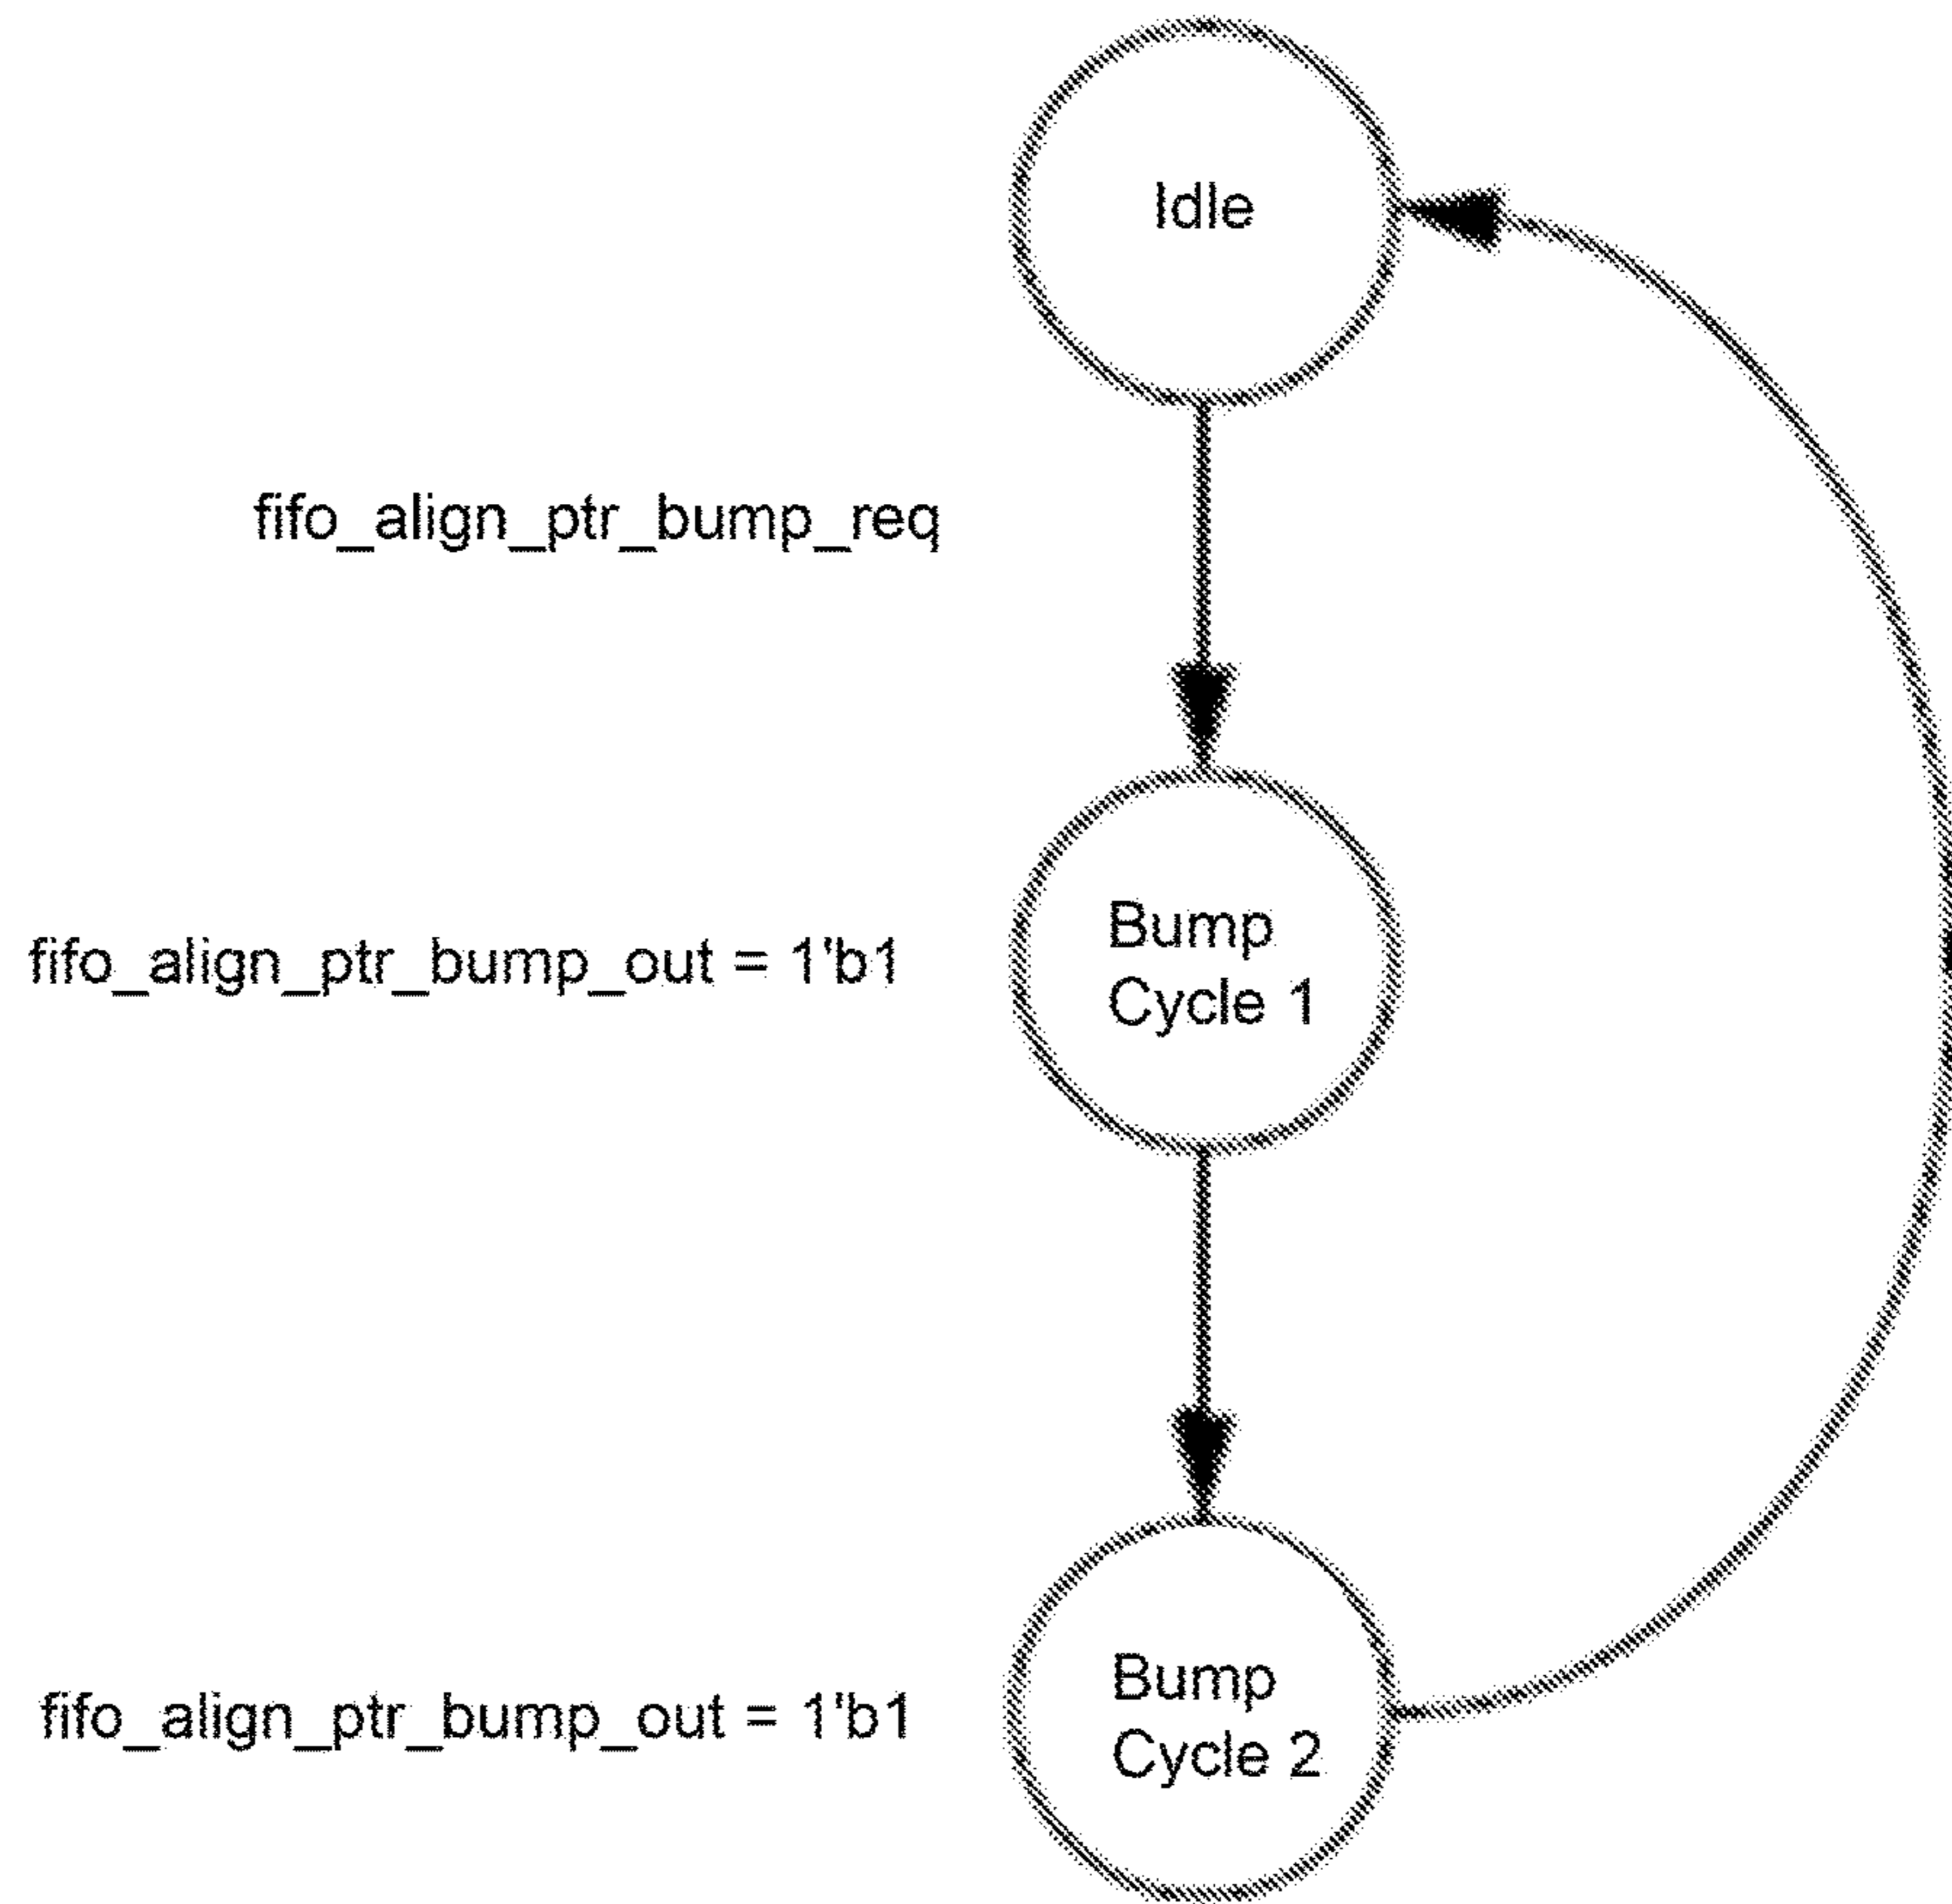 Idle
fifo_align_ptr_bump_req
fifo_align_ptr_bump_out = 1'b1
Bump
Cycle 1
fifo_align_ptr_bump_out = 1'b1
Bump
Cycle 2